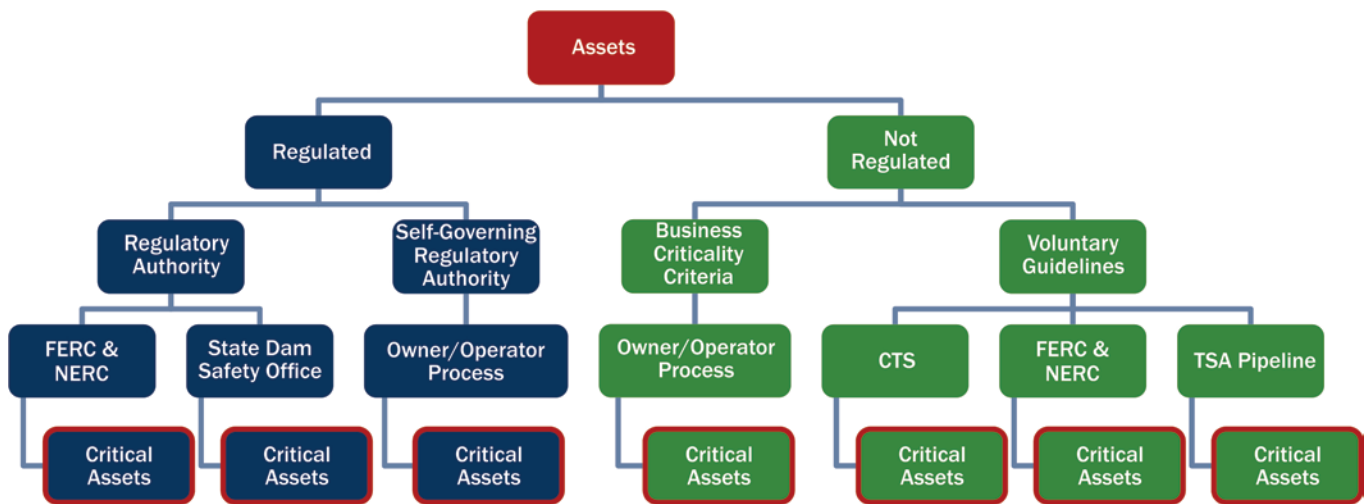 Assets
Regulated
Not
Regulated
Regulatory
Authority
Self-Governing
Regulatory
Authority
Business
Criticality
Criteria
Voluntary
Guidelines
FERC &
NERC
State Dam
Safety Office
Owner/Operator
Process
Owner/Operator
Process
CTS
FERC &
NERC
TSA Pipeline
Critical
Assets
Critical
Assets
Critical
Assets
Critical
Assets
Critical
Assets
Critical
Assets
Critical
Assets